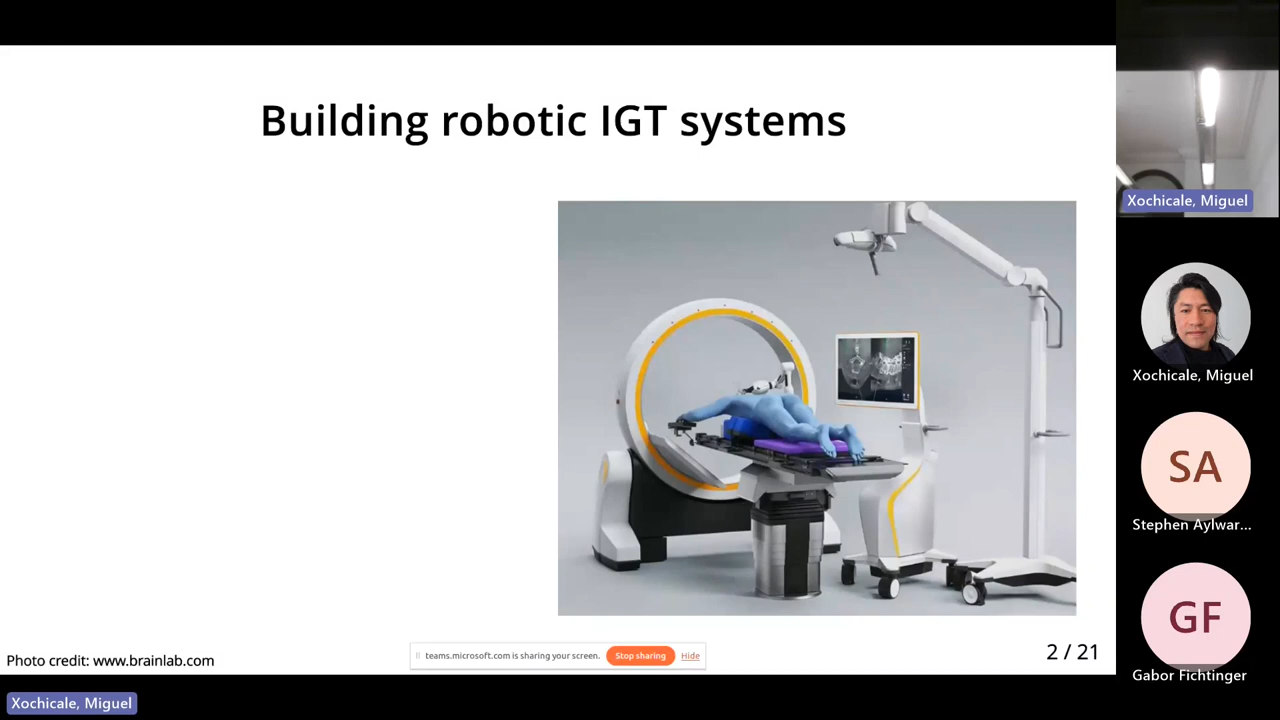 Building robotic IGT systems
Photo credit: www.brainlab.com
teams.microsoft.com is sharing your screen.
Stop sharing
Hide
2 / 21
Xochicale, Miguel
Xochicale, Miguel
Xochicale, Miguel
SA
Stephen Aylwar...
GF
Gabor Fichtinger